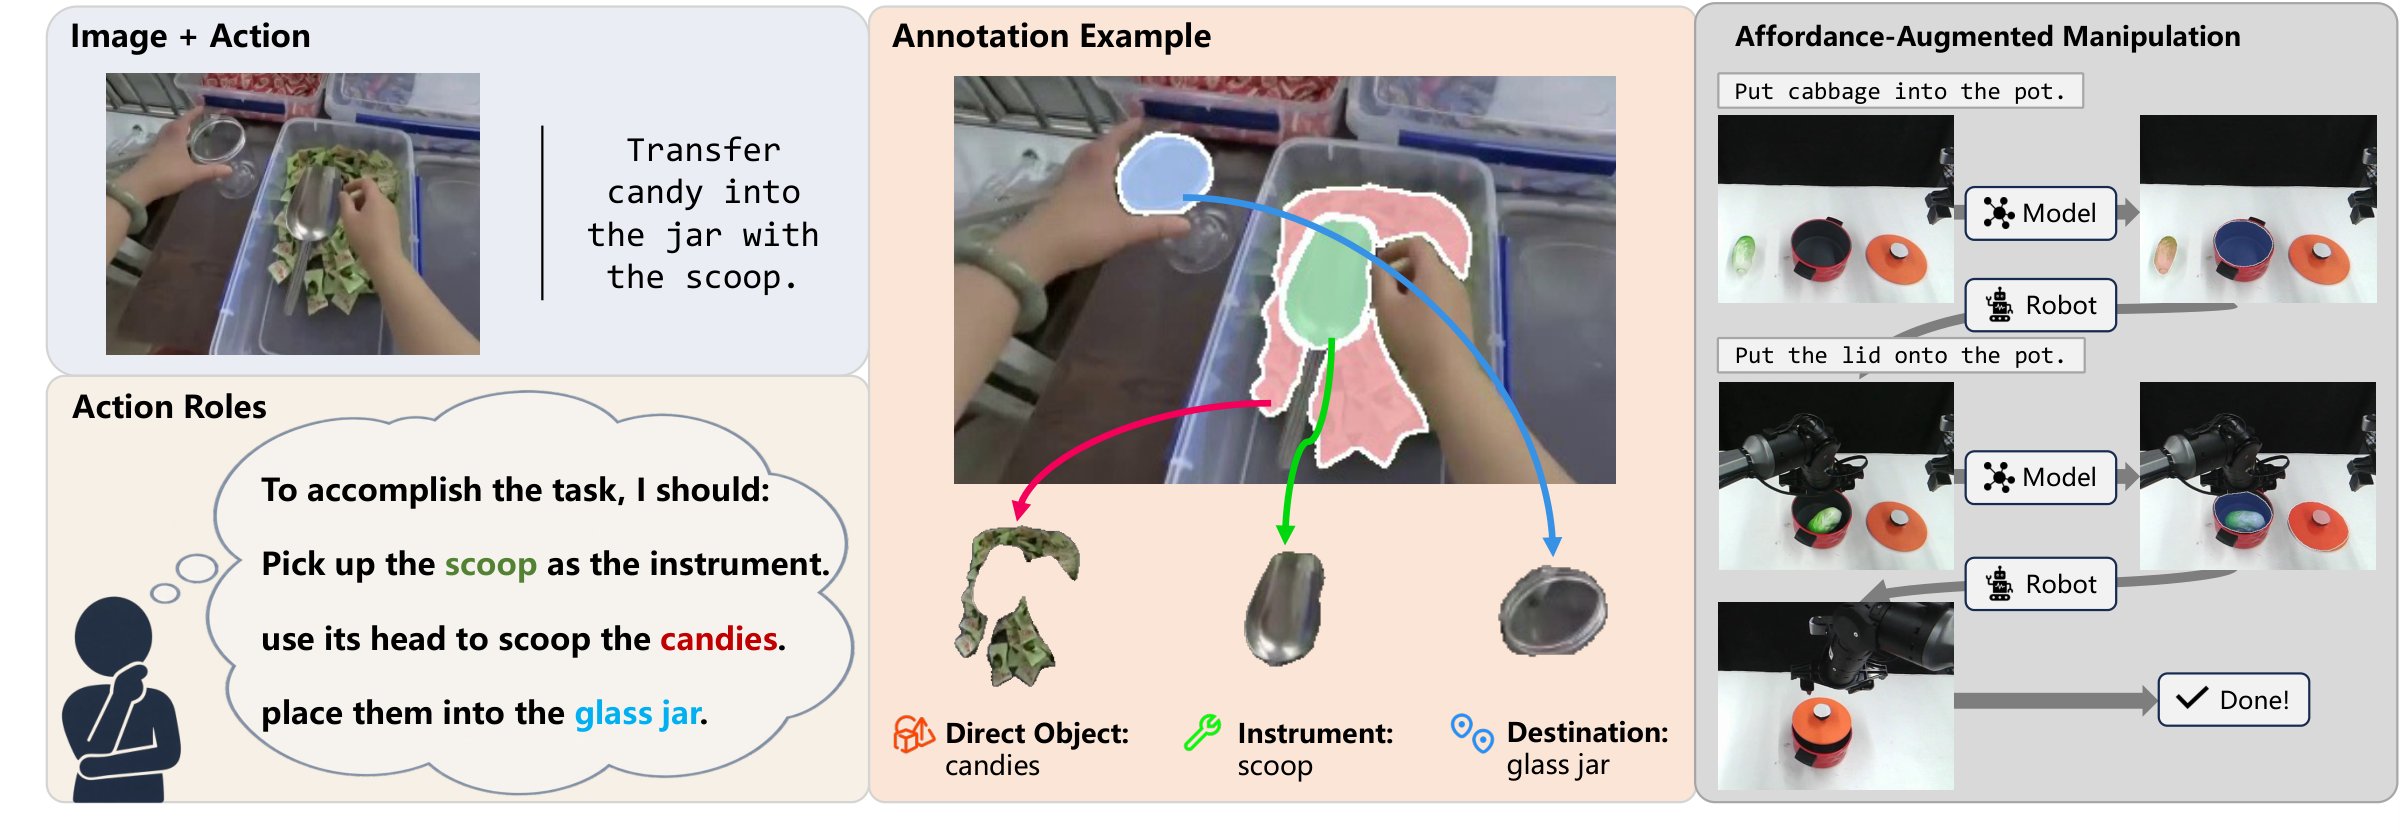 Image + Action
Transfer
candy into
the jar with
the scoop.
Action Roles
To accomplish the task, I should:
Pick up the scoop as the instrument.
use its head to scoop the candies.
place them into the glass jar.
Annotation Example
Direct Object:
candies
Instrument:
scoop
Destination:
glass jar
Affordance-Augmented Manipulation
Put cabbage into the pot.
Model
Robot
Put the lid onto the pot.
Model
Robot
Done!